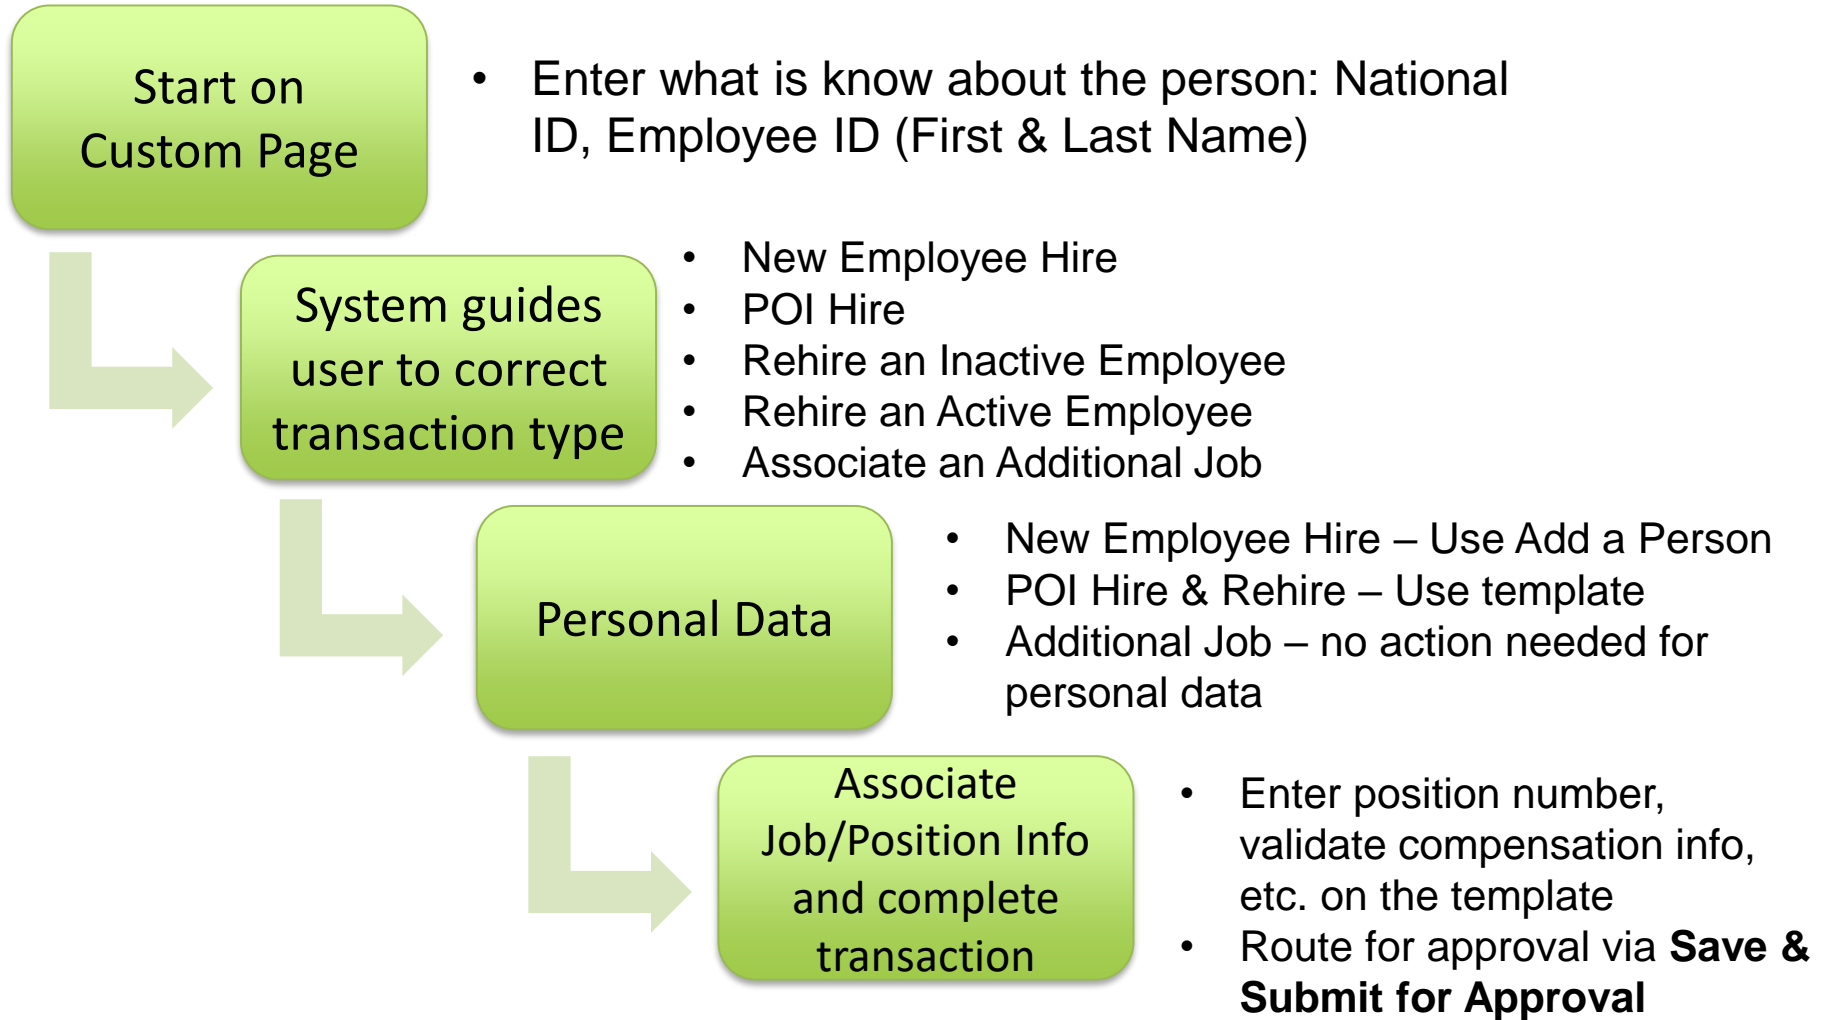 Start on
Custom Page
• Enter what is know about the person: National
ID, Employee ID (First & Last Name)
System guides
user to correct
transaction type
• New Employee Hire
• POI Hire
• Rehire an Inactive Employee
• Rehire an Active Employee
• Associate an Additional Job
Personal Data
• New Employee Hire – Use Add a Person
• POI Hire & Rehire – Use template
• Additional Job – no action needed for
personal data
Associate
Job/Position Info
and complete
transaction
• Enter position number,
validate compensation info,
etc. on the template
• Route for approval via Save &
Submit for Approval